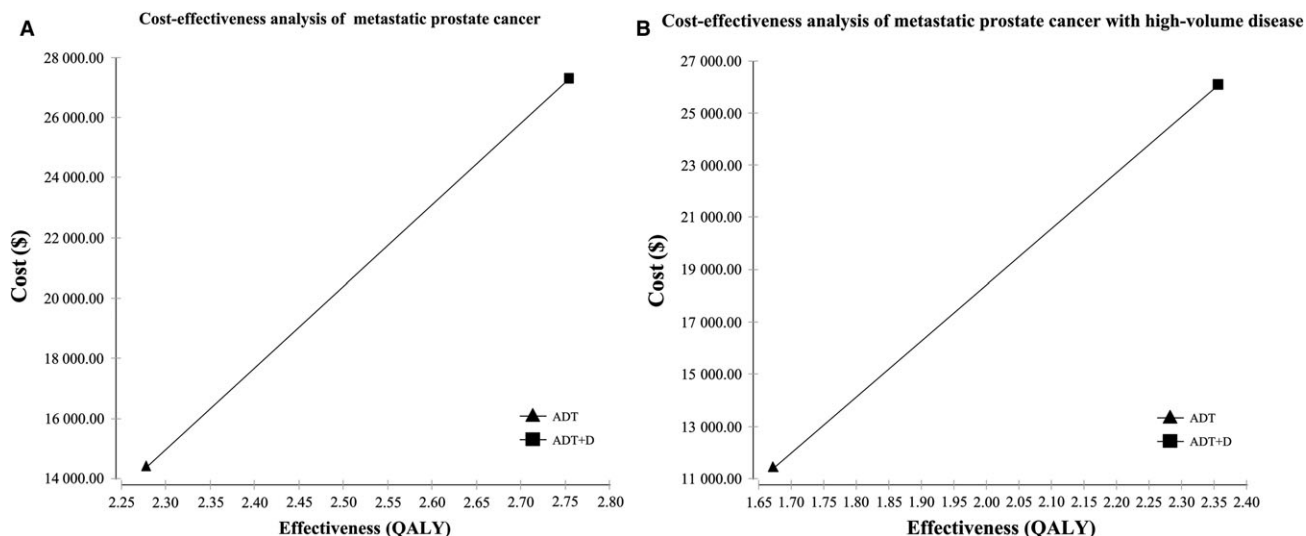 A
Cost-effectiveness analysis of metastatic prostate cancer
28 000.00
26 000.00
24 000.00
22 000.00
20 000.00
18 000.00
16 000.00
14 000.00
Cost ($)
ADT
ADT+D
2.25 2.30 2.35 2.40 2.45 2.50 2.55 2.60 2.65 2.70 2.75 2.80
Effectiveness (QALY)
B
Cost-effectiveness analysis of metastatic prostate cancer with high-volume disease
27 000.00
25 000.00
23 000.00
21 000.00
19 000.00
17 000.00
15 000.00
13 000.00
11 000.00
Cost ($)
ADT
ADT+D
1.65 1.70 1.75 1.80 1.85 1.90 1.95 2.00 2.05 2.10 2.15 2.20 2.25 2.30 2.35 2.40
Effectiveness (QALY)